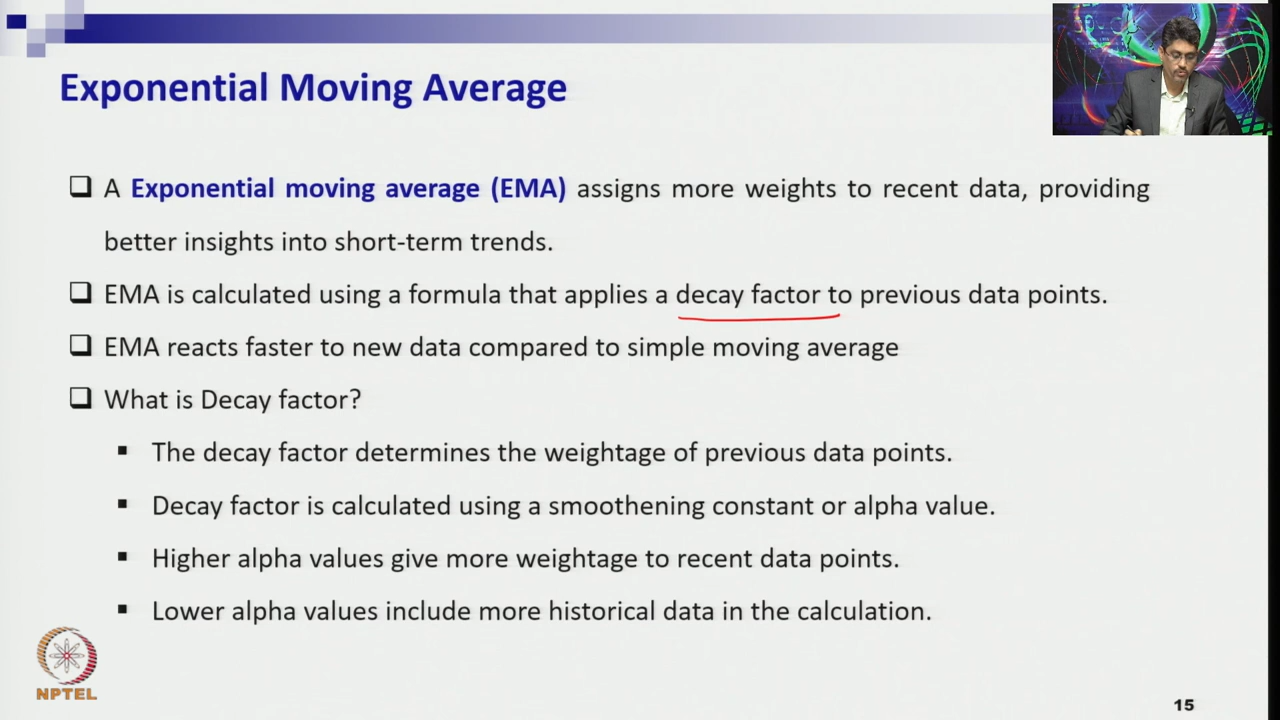 Exponential Moving Average
❑ A Exponential moving average (EMA) assigns more weights to recent data, providing
better insights into short-term trends.
❑ EMA is calculated using a formula that applies a decay factor to previous data points.
❑ EMA reacts faster to new data compared to simple moving average
❑ What is Decay factor?
▪ The decay factor determines the weightage of previous data points.
▪ Decay factor is calculated using a smoothening constant or alpha value.
▪ Higher alpha values give more weightage to recent data points.
▪ Lower alpha values include more historical data in the calculation.
NPTEL
15